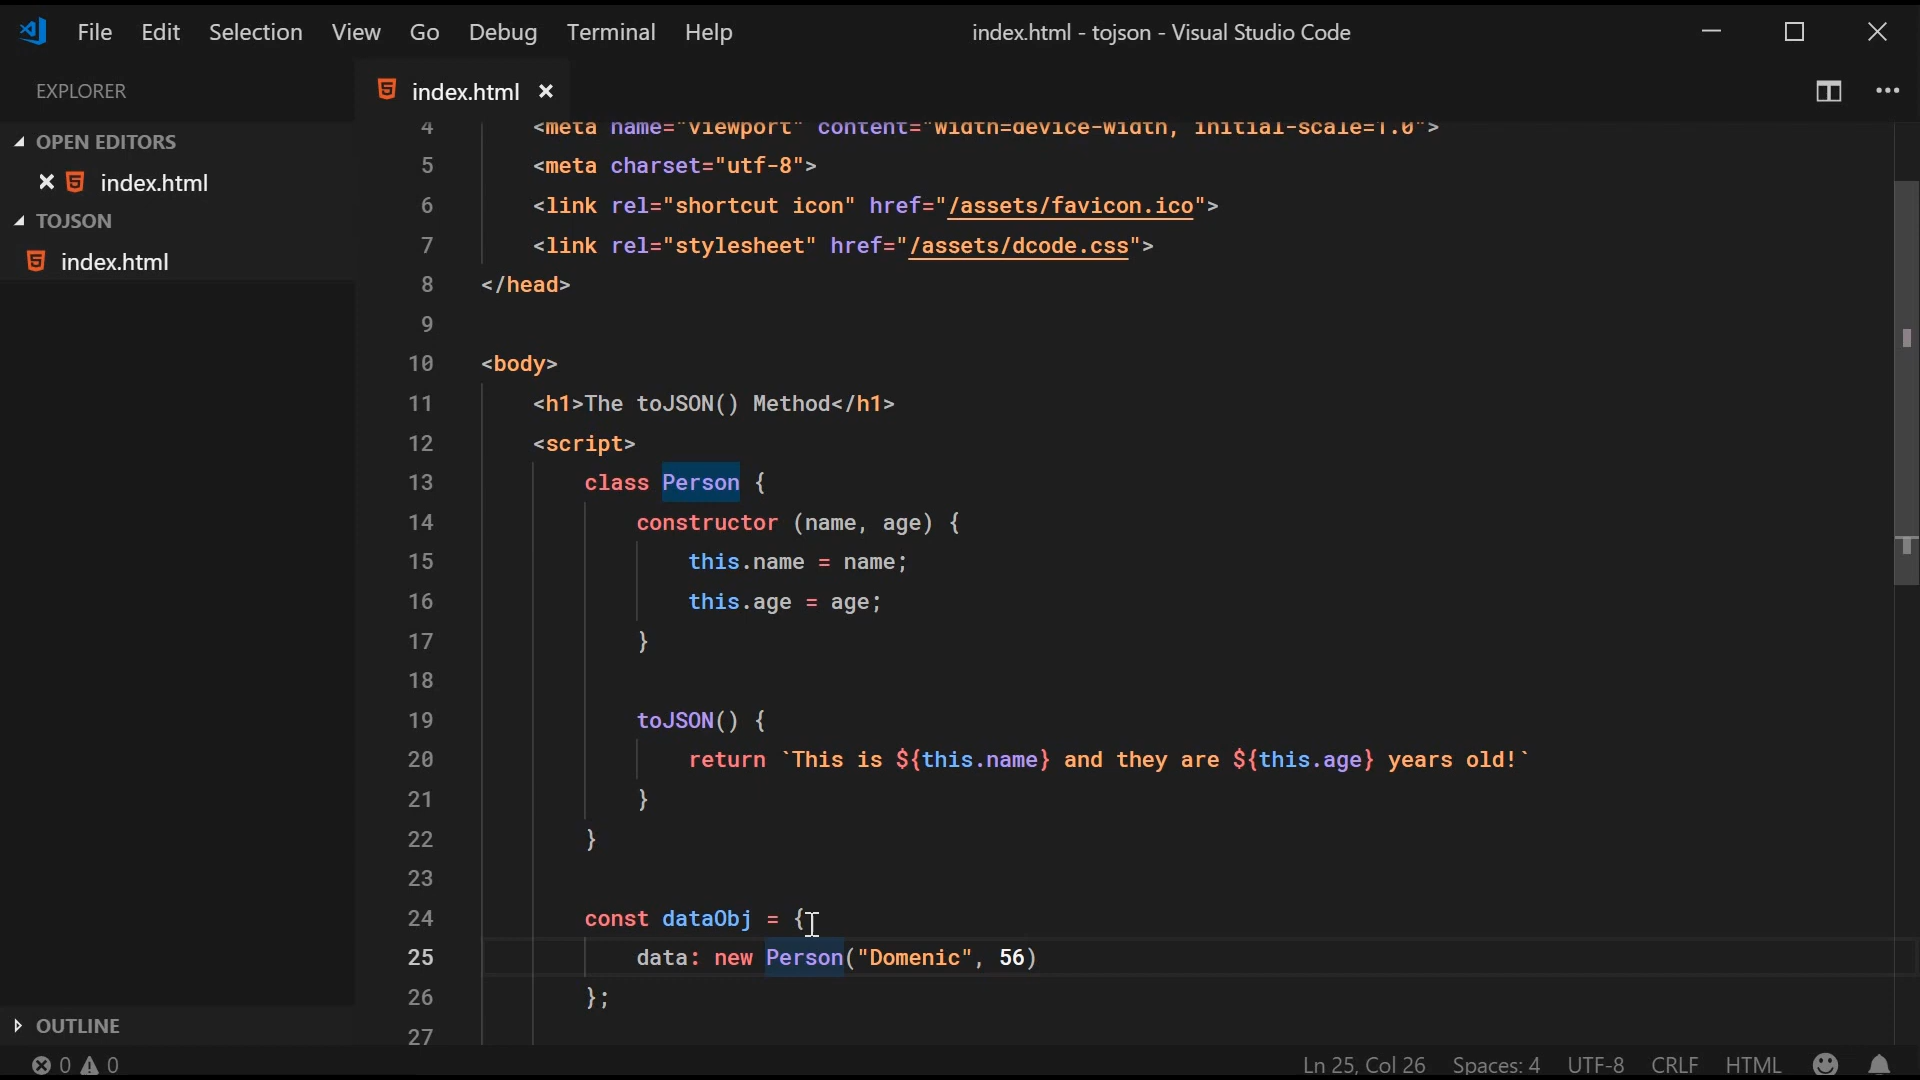 File Edit Selection View Go Debug Terminal Help index.html - tojson - Visual Studio Code
EXPLORER
index.html
OPEN EDITORS
index.html
TOJSON
index.html
OUTLINE
4 <meta name="viewport" content="width=device-width, initial-scale=1.0">
5 <meta charset="utf-8">
6 <link rel="shortcut icon" href="/assets/favicon.ico">
7 <link rel="stylesheet" href="/assets/dcode.css">
8 </head>
9
10 <body>
11 <h1>The toJSON() Method</h1>
12 <script>
13 class Person {
14 constructor (name, age) {
15 this.name = name;
16 this.age = age;
17 }
18
19 toJSON() {
20 return `This is ${this.name} and they are ${this.age} years old!`
21 }
22 }
23
24 const dataObj = {
25 data: new Person("Domenic", 56)
26 };
27
0 0 Ln 25, Col 26 Spaces: 4 UTF-8 CRLF HTML